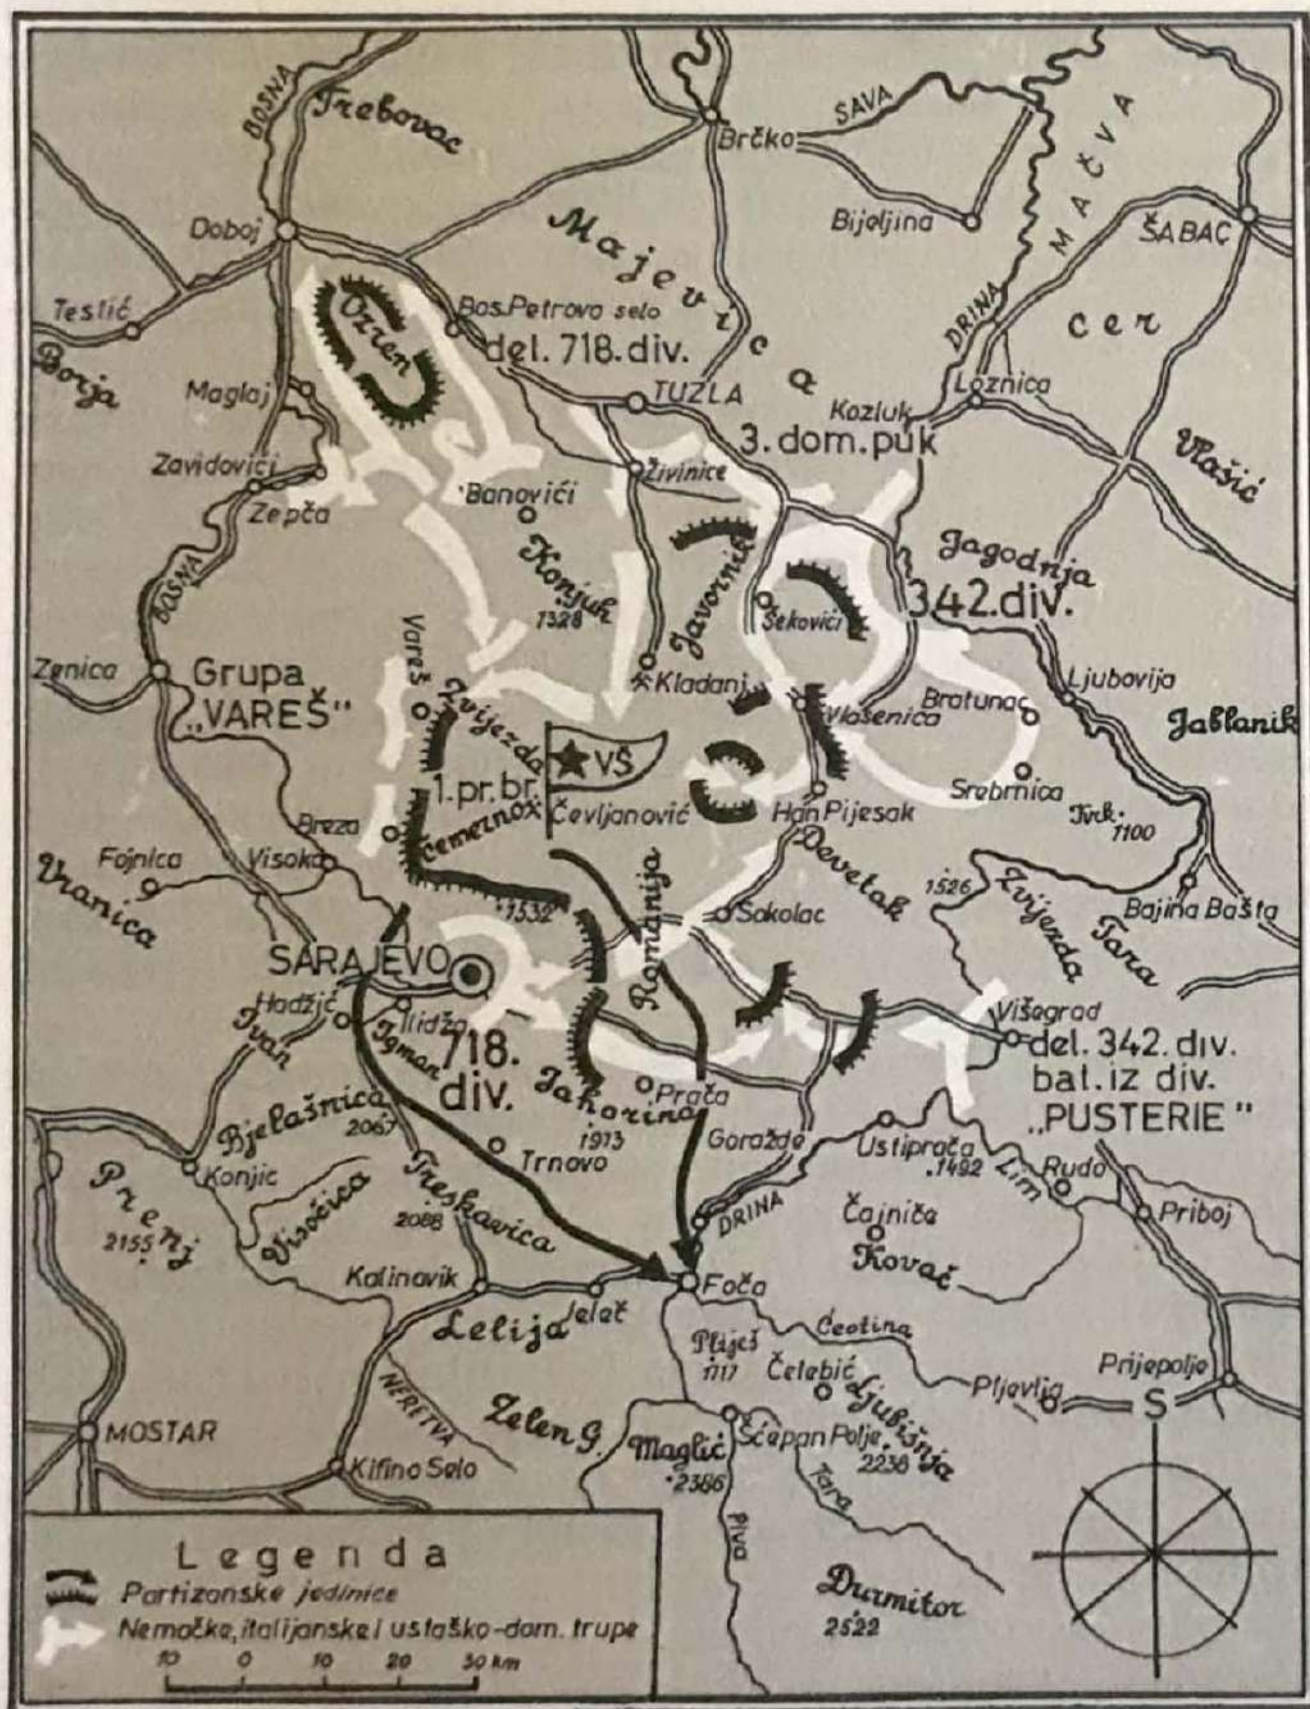 BOSNA
Trebovac
SAVA
Brčko
MAČVA
Bijeljina
ŠABAC
Doboj
Majevica
DRINA
Cer
Teslić
Ozren
Bos.Petrovo selo
del. 718. div.
Borja
Maglaj
TUZLA
Loznica
Kozluk
3. dom. puk
Vlašić
Zavidovići
Živinice
Zepča
Banovići
Konjuh
1328
Javornik
Jagodnja
342. div.
Šekovići
BOSNA
Vareš
Zenica
Grupa
„VAREŠ"
Kladanj
Ljubovija
Bratunac
Vlasenica
Jablanik
Zvijezda
VŠ
1. pr. br.
Čevljanović
Srebrnica
Han Pijesak
1100
Breza
Devetak
Fojnica
Visoko
Vranica
1526
Zvijezda
Tara
Bajina Bašta
1532
Romanija
Sokolac
SARAJEVO
Hadžić
Ilidža
Ivan
Igman
718.
div.
Višegrad
del. 342. div.
bat. iz div.
„PUSTERIE"
Jahorina
1913
Prača
Bjelašnica
2067
Goražde
Ustiprača
1492
Lim
Rudo
Konjic
Trnovo
Prenj
2155
Visočica
Treskavica
2088
DRINA
Čajniče
Kovač
Priboj
Kalinovik
Jeleč
Foča
Lelija
Ćeotina
Pliješ
1717
Čelebić
Pljevlja
Prijepolje
S
NERETVA
Zelen G.
Ljubišnja
2238
MOSTAR
Maglić
2386
Šćepan Polje
Kifino Selo
Tara
Piva
Durmitor
2522
Legenda
Partizanske jedinice
Nemačke, italijanske i ustaško-dom. trupe
10 0 10 20 30 km